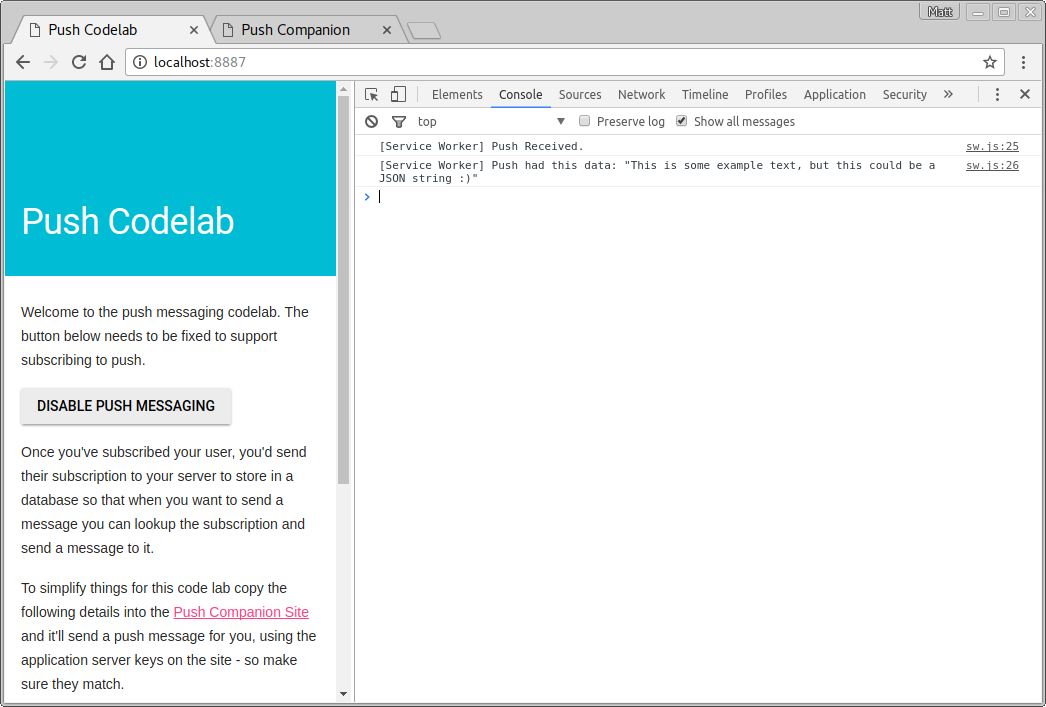 Matt
Push Codelab
Push Companion
localhost:8887
Elements Console Sources Network Timeline Profiles Application Security »
top Preserve log Show all messages
[Service Worker] Push Received. sw.js:25
[Service Worker] Push had this data: "This is some example text, but this could be a sw.js:26
JSON string :)"
Push Codelab
Welcome to the push messaging codelab. The
button below needs to be fixed to support
subscribing to push.
DISABLE PUSH MESSAGING
Once you've subscribed your user, you'd send
their subscription to your server to store in a
database so that when you want to send a
message you can lookup the subscription and
send a message to it.
To simplify things for this code lab copy the
following details into the Push Companion Site
and it'll send a push message for you, using the
application server keys on the site - so make
sure they match.